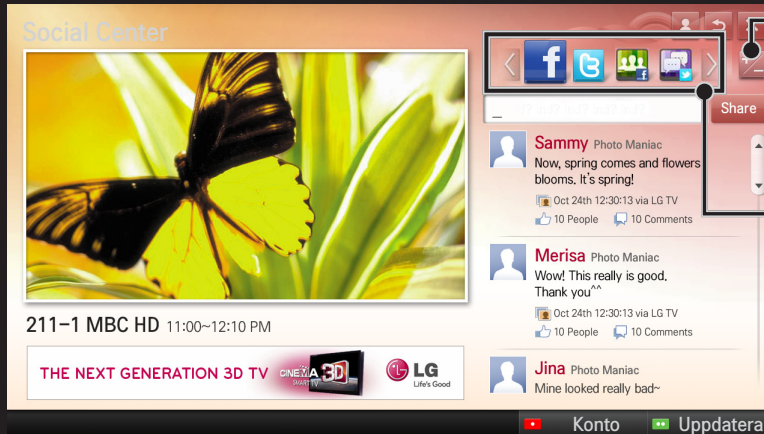 Social Center
Share
Sammy Photo Maniac
Now, spring comes and flowers
blooms. It's spring!
Oct 24th 12:30:13 via LG TV
10 People 10 Comments
Merisa Photo Maniac
Wow! This really is good.
Thank you^^
Oct 24th 12:30:13 via LG TV
10 People 10 Comments
Jina Photo Maniac
Mine looked really bad~
211-1 MBC HD 11:00~12:10 PM
THE NEXT GENERATION 3D TV CINEMA 3D SMART TV LG Life's Good
Konto Uppdatera